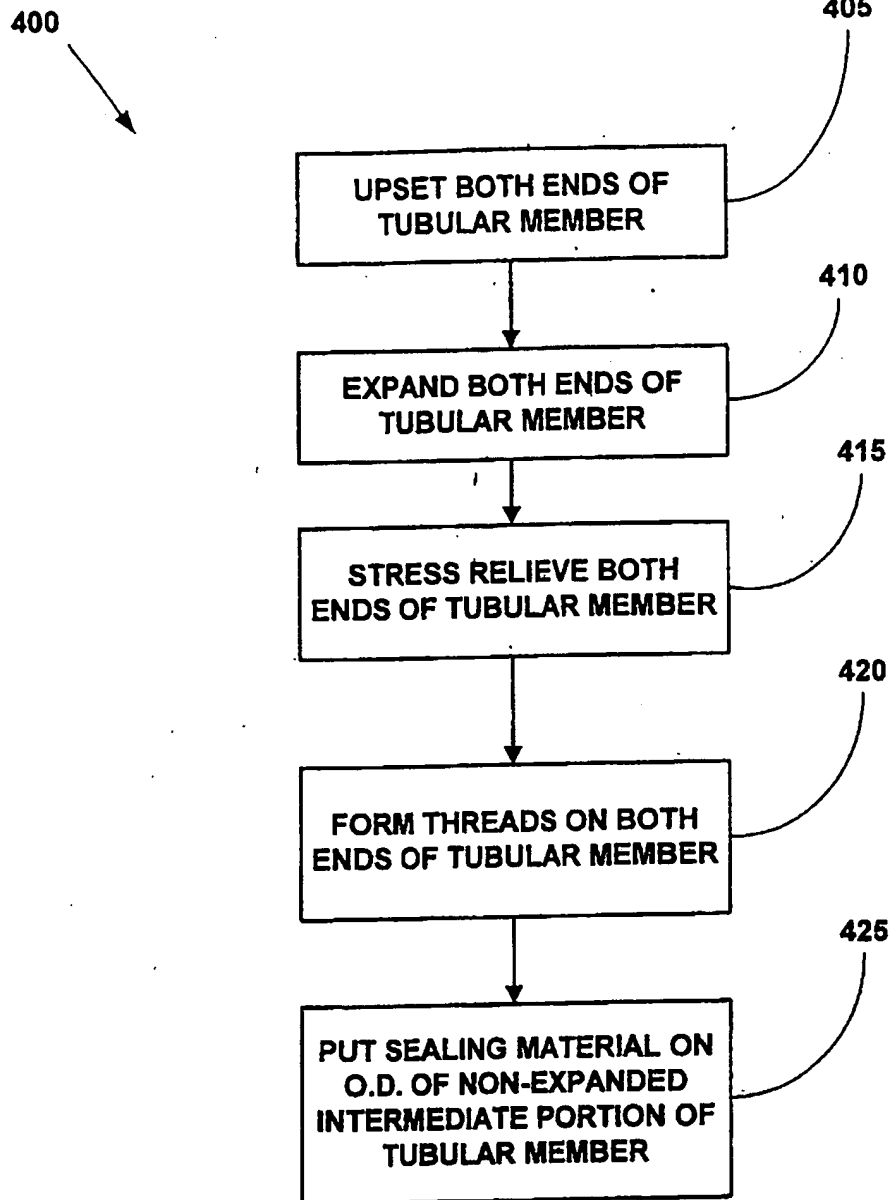 400
405
UPSET BOTH ENDS OF
TUBULAR MEMBER
410
EXPAND BOTH ENDS OF
TUBULAR MEMBER
415
STRESS RELIEVE BOTH
ENDS OF TUBULAR MEMBER
420
FORM THREADS ON BOTH
ENDS OF TUBULAR MEMBER
425
PUT SEALING MATERIAL ON
O.D. OF NON-EXPANDED
INTERMEDIATE PORTION OF
TUBULAR MEMBER